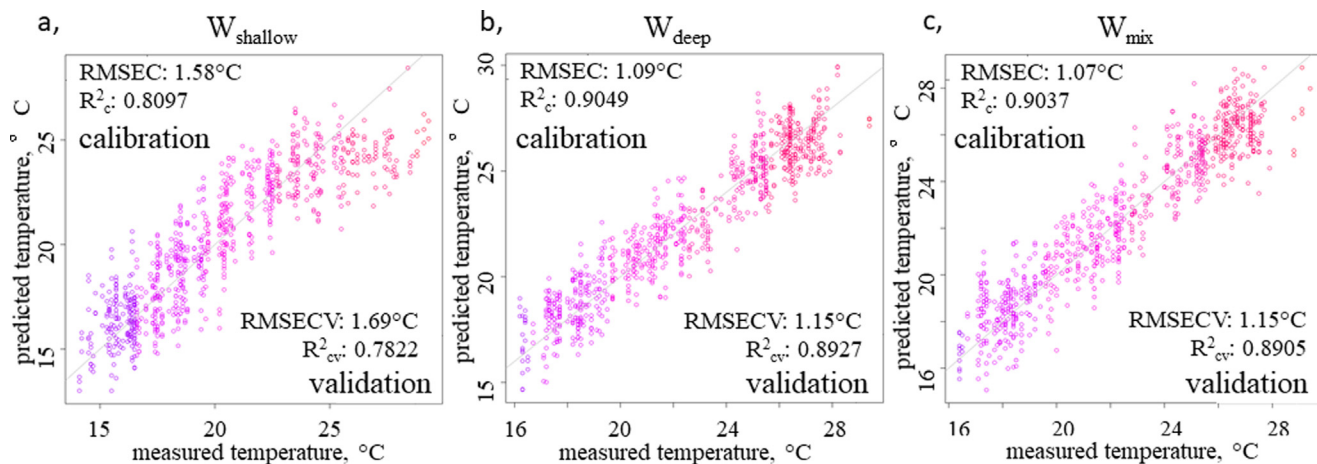 a,
W shallow
RMSEC: 1.58°C
R²c: 0.8097
calibration
RMSECV: 1.69°C
R²cv: 0.7822
validation
predicted temperature, ° C
15
20
25
15
20
25
measured temperature, °C
b,
W deep
RMSEC: 1.09°C
R²c: 0.9049
calibration
RMSECV: 1.15°C
R²cv: 0.8927
validation
predicted temperature, ° C
15
20
25
30
16
20
24
28
measured temperature, °C
c,
W mix
RMSEC: 1.07°C
R²c: 0.9037
calibration
RMSECV: 1.15°C
R²cv: 0.8905
validation
predicted temperature, ° C
16
20
24
28
16
20
24
28
measured temperature, °C